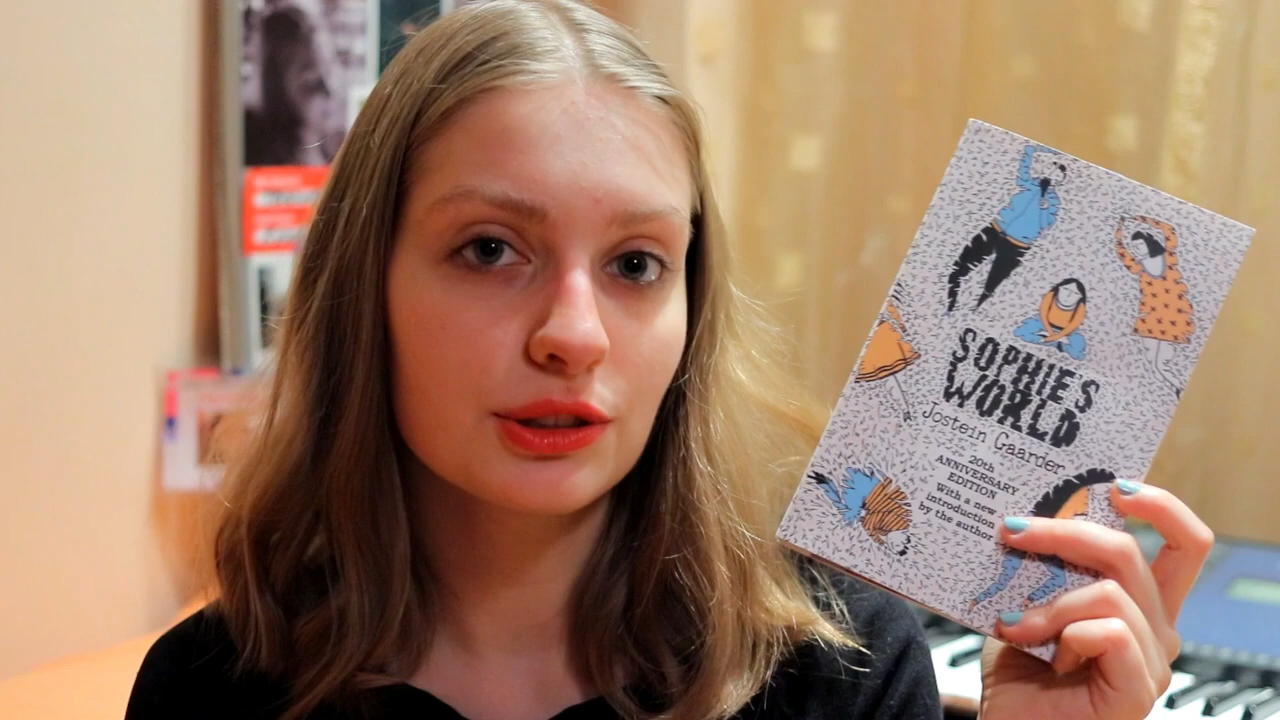 SOPHIE'S
WORLD
Jostein Gaarder
20th
ANNIVERSARY
EDITION
With a new
introduction
by the author